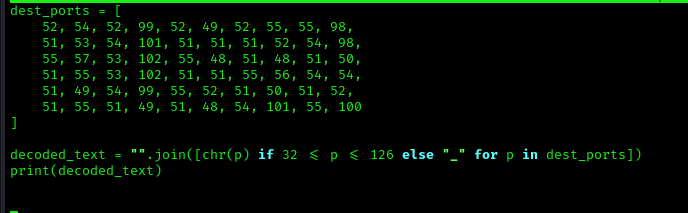 dest_ports = [
    52, 54, 52, 99, 52, 49, 52, 55, 55, 98,
    51, 53, 54, 101, 51, 51, 51, 52, 54, 98,
    55, 57, 53, 102, 55, 48, 51, 48, 51, 50,
    51, 55, 53, 102, 51, 51, 55, 56, 54, 54,
    51, 49, 54, 99, 55, 52, 51, 50, 51, 52,
    51, 55, 51, 49, 51, 48, 54, 101, 55, 100
]
decoded_text = "".join([chr(p) if 32 <= p <= 126 else "_" for p in dest_ports])
print(decoded_text)